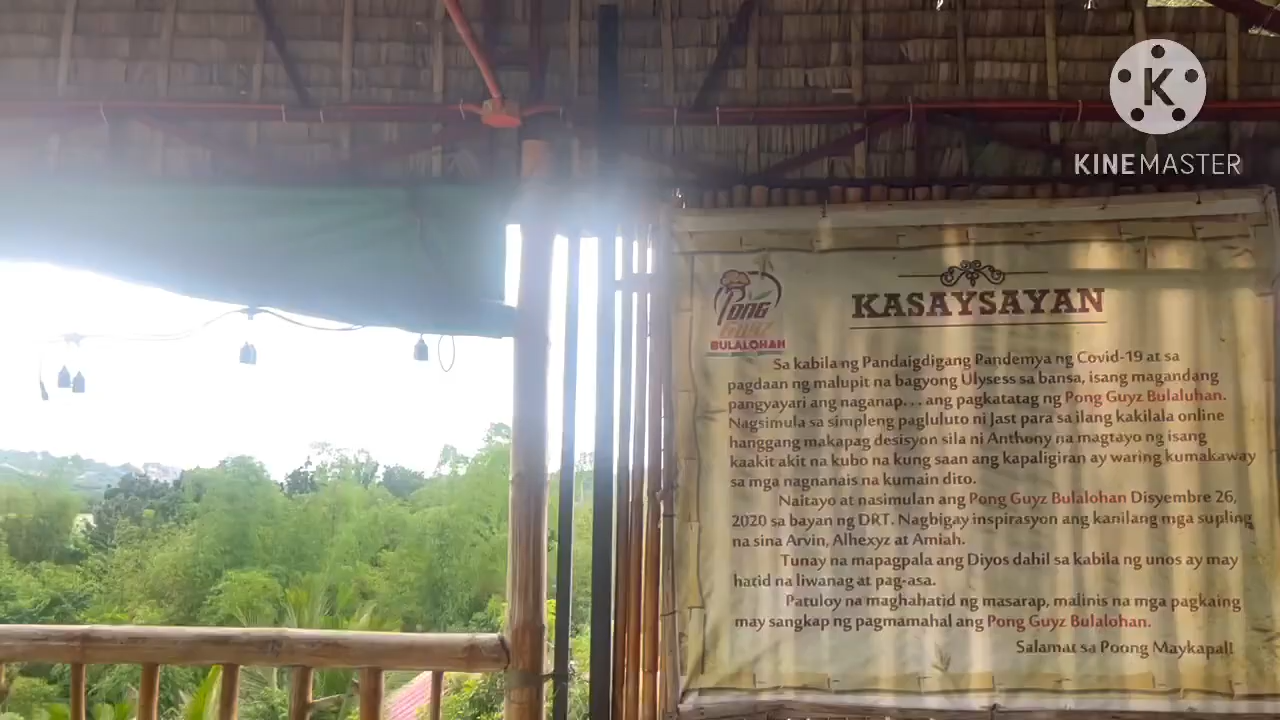 K
KINEMASTER
PONG
GUYZ
BULALOHAN
KASAYSAYAN
Sa kabila ng Pandaigdigang Pandemya ng Covid-19 at sa
pagdaan ng malupit na bagyong Ulysess sa bansa, isang magandang
pangyayari ang naganap... ang pagkatatag ng Pong Guyz Bulaluhan.
Nagsimula sa simpleng pagluluto ni Jast para sa ilang kakilala online
hanggang makapag desisyon sila ni Anthony na magtayo ng isang
kaakit akit na kubo na kung saan ang kapaligiran ay waring kumakaway
sa mga nagnanais na kumain dito.
Naitayo at nasimulan ang Pong Guyz Bulalohan Disyembre 26,
2020 sa bayan ng DRT. Nagbigay inspirasyon ang kanilang mga supling
na sina Arvin, Alhexyz at Amiah.
Tunay na mapagpala ang Diyos dahil sa kabila ng unos ay may
hatid na liwanag at pag-asa.
Patuloy na maghahatid ng masarap, malinis na mga pagkaing
may sangkap ng pagmamahal ang Pong Guyz Bulalohan.
Salamat sa Poong Maykapal!